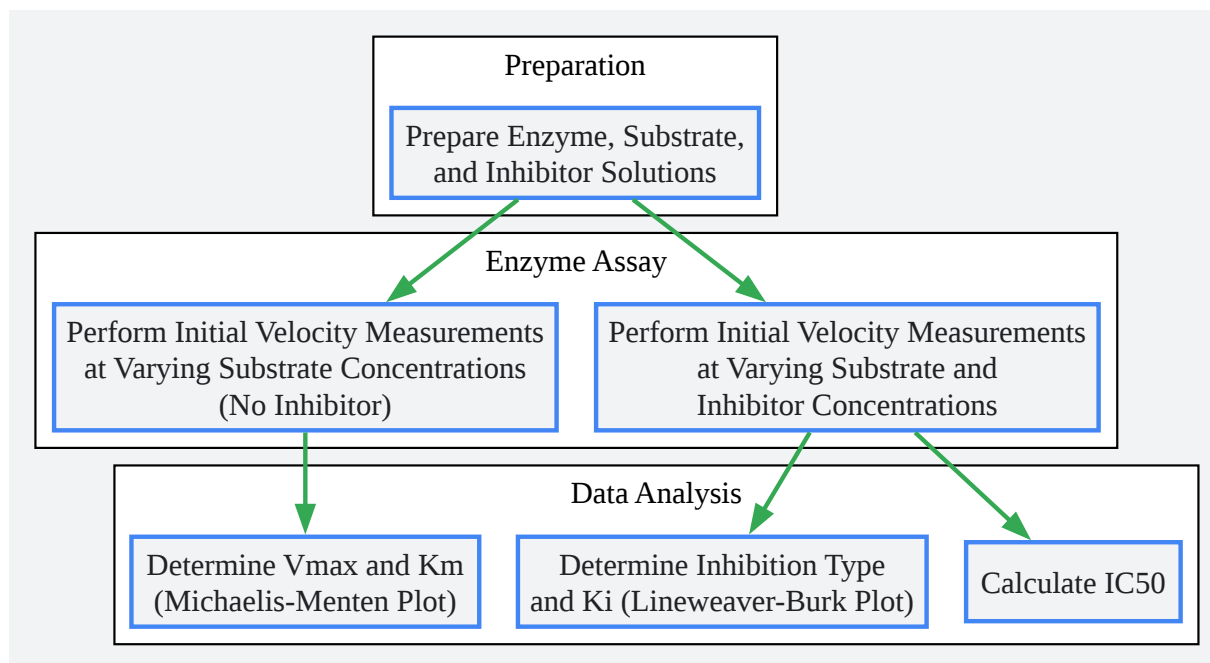 Preparation
Prepare Enzyme, Substrate,
and Inhibitor Solutions
Enzyme Assay
Perform Initial Velocity Measurements
at Varying Substrate Concentrations
(No Inhibitor)
Perform Initial Velocity Measurements
at Varying Substrate and
Inhibitor Concentrations
Data Analysis
Determine Vmax and Km
(Michaelis-Menten Plot)
Determine Inhibition Type
and Ki (Lineweaver-Burk Plot)
Calculate IC50